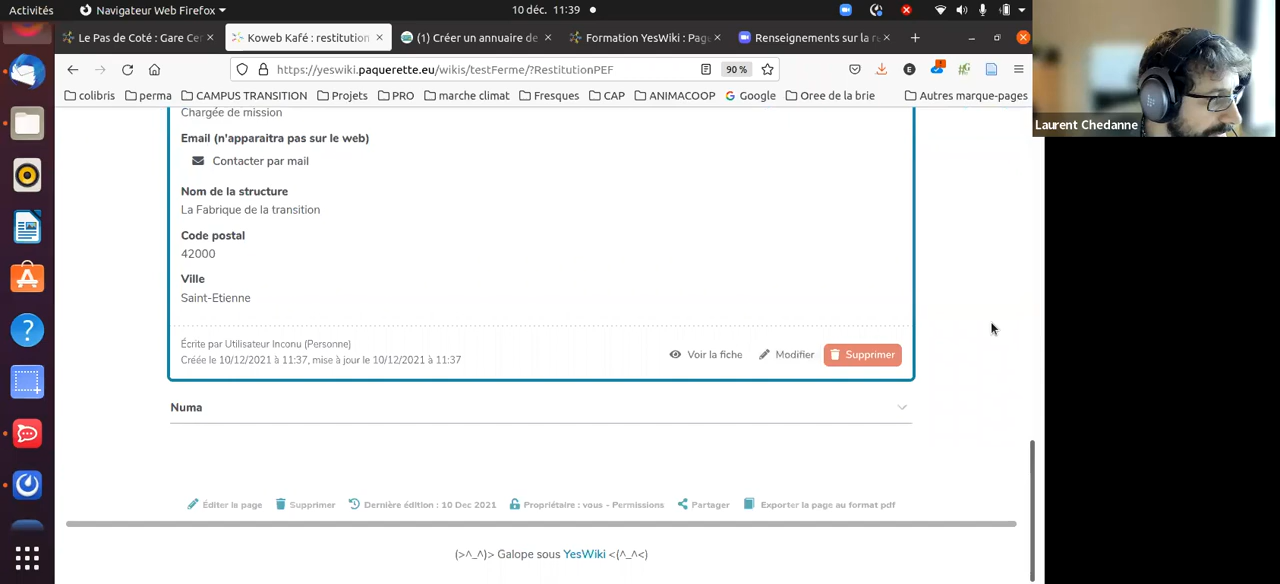 Activités
Navigateur Web Firefox
10 déc. 11:39
Le Pas de Coté : Gare Cer
Koweb Kafé : restitution
(1) Créer un annuaire de
Formation YesWiki : Pag
Renseignements sur la r
https://yeswiki.paquerette.eu/wikis/testFerme/?RestitutionPEF
90 %
colibris
perma
CAMPUS TRANSITION
Projets
PRO
marche climat
Fresques
CAP
ANIMACOOP
Google
Oree de la brie
Autres marque-pages
Laurent Chedanne
Chargée de mission
Email (n'apparaitra pas sur le web)
Contacter par mail
Nom de la structure
La Fabrique de la transition
Code postal
42000
Ville
Saint-Etienne
Écrite par Utilisateur Inconu (Personne)
Créée le 10/12/2021 à 11:37, mise à jour le 10/12/2021 à 11:37
Voir la fiche
Modifier
Supprimer
Numa
Éditer la page
Supprimer
Dernière édition : 10 Dec 2021
Propriétaire : vous - Permissions
Partager
Exporter la page au format pdf
(>^_^)> Galope sous YesWiki <(^_^<)